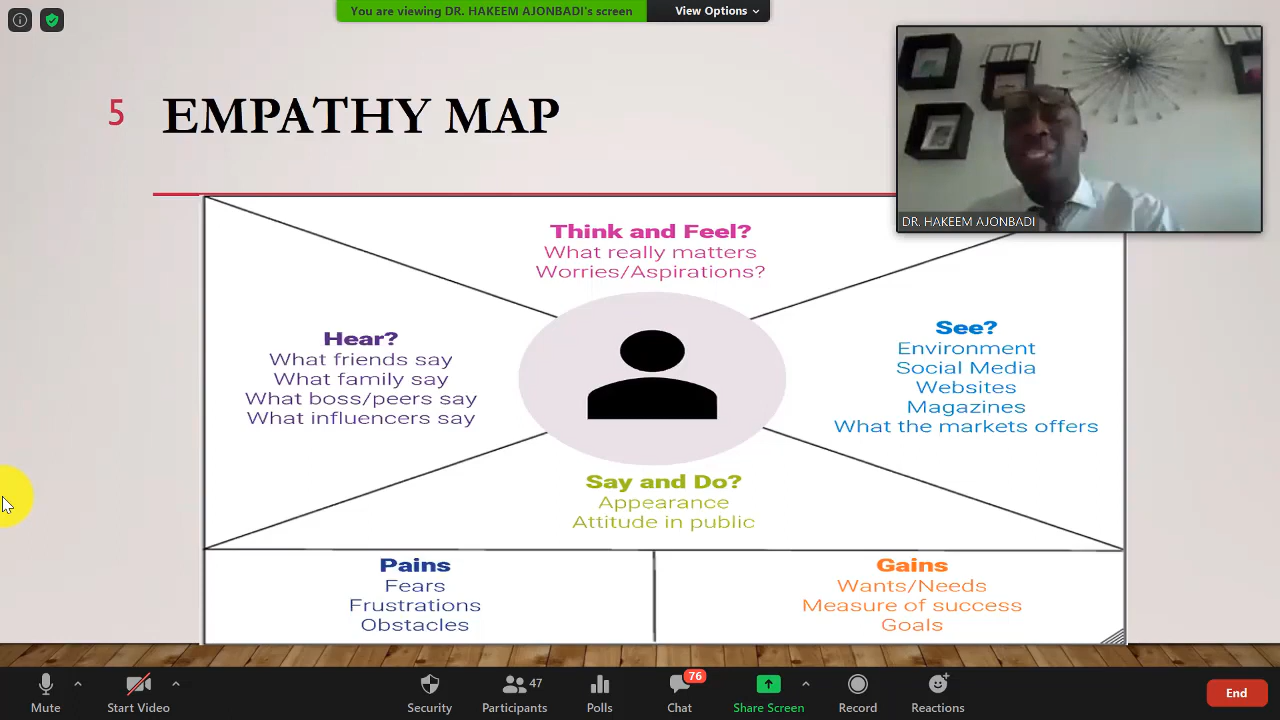 You are viewing DR. HAKEEM AJONBADI's screen
View Options
5 EMPATHY MAP
DR. HAKEEM AJONBADI
Think and Feel?
What really matters
Worries/Aspirations?
Hear?
What friends say
What family say
What boss/peers say
What influencers say
See?
Environment
Social Media
Websites
Magazines
What the markets offers
Say and Do?
Appearance
Attitude in public
Pains
Fears
Frustrations
Obstacles
Gains
Wants/Needs
Measure of success
Goals
Mute
Start Video
Security
47
Participants
Polls
76
Chat
Share Screen
Record
Reactions
End